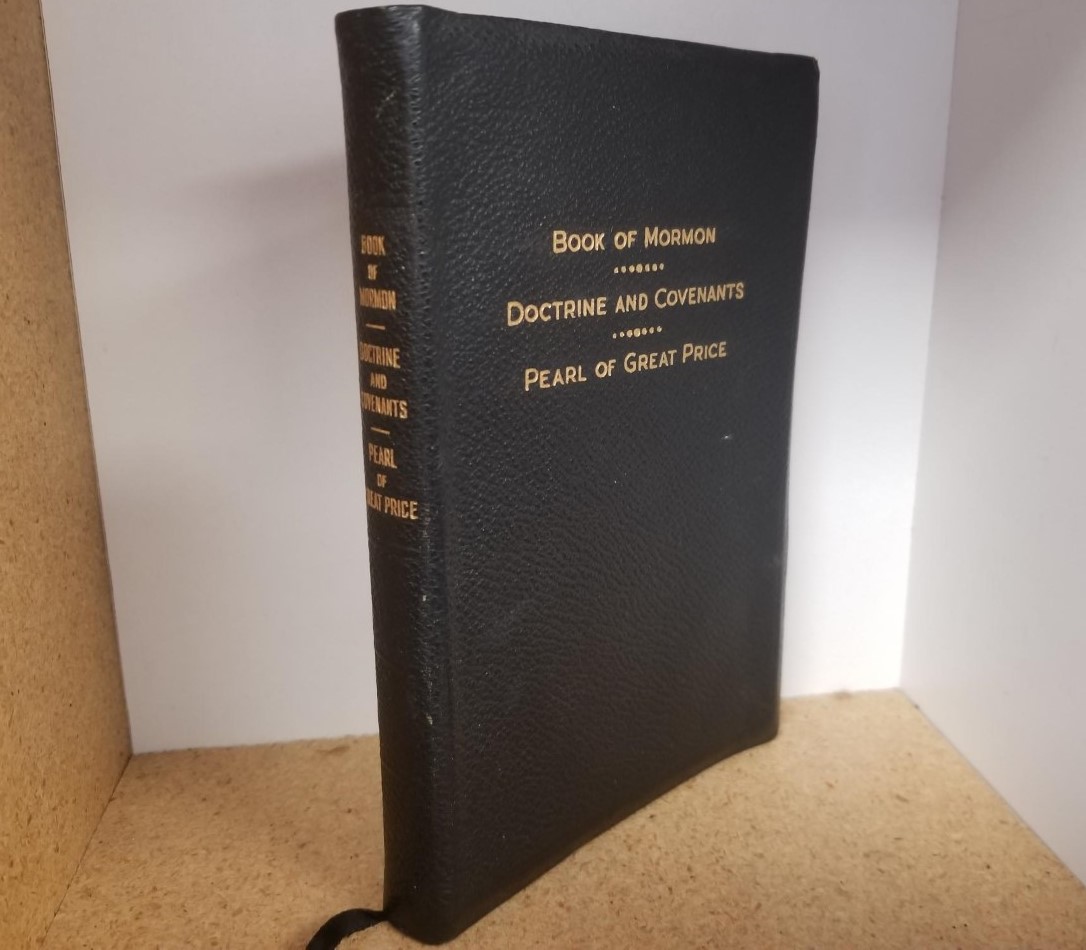 BOOK OF MORMON
DOCTRINE AND COVENANTS
PEARL OF GREAT PRICE
BOOK
OF
MORMON
DOCTRINE
AND
COVENANTS
PEARL
OF
GREAT PRICE